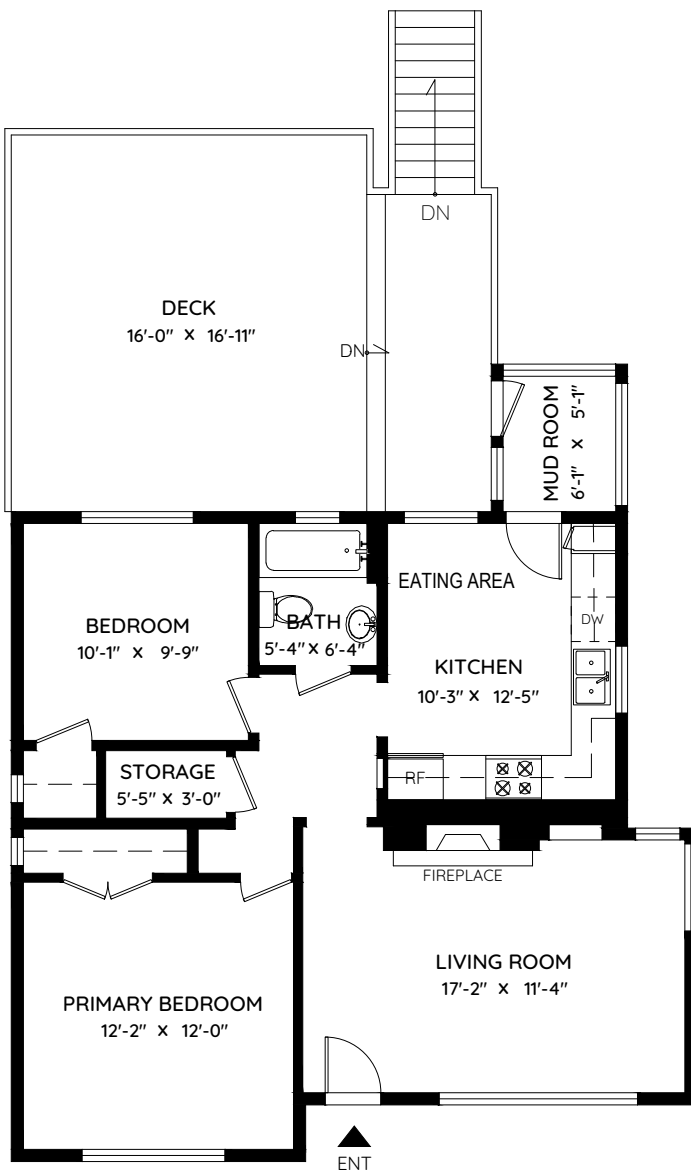 DN
DECK
16'-0" x 16'-11"
DN
MUD ROOM
6'-1" x 5'-1"
EATING AREA
BEDROOM
10'-1" x 9'-9"
BATH
5'-4" x 6'-4"
DW
KITCHEN
10'-3" x 12'-5"
STORAGE
5'-5" x 3'-0"
RF
FIREPLACE
LIVING ROOM
17'-2" x 11'-4"
PRIMARY BEDROOM
12'-2" x 12'-0"
ENT